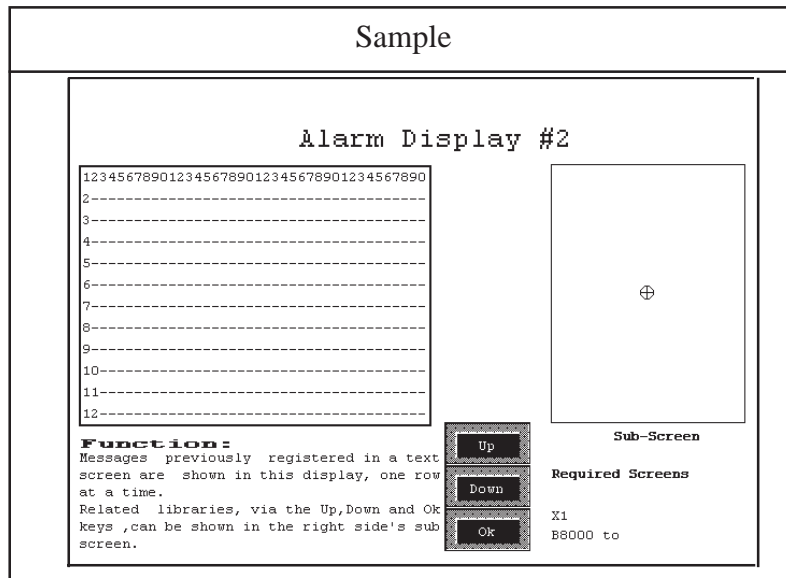 Sample
Alarm Display #2
1234567890123456789012345678901234567890
2---------------------------------------
3---------------------------------------
4---------------------------------------
5---------------------------------------
6---------------------------------------
7---------------------------------------
8---------------------------------------
9---------------------------------------
10--------------------------------------
11--------------------------------------
12--------------------------------------
Function:
Messages previously registered in a text
screen are shown in this display, one row
at a time.
Related libraries, via the Up,Down and Ok
keys ,can be shown in the right side's sub
screen.
Up
Down
Ok
Sub-Screen
Required Screens
X1
B8000 to